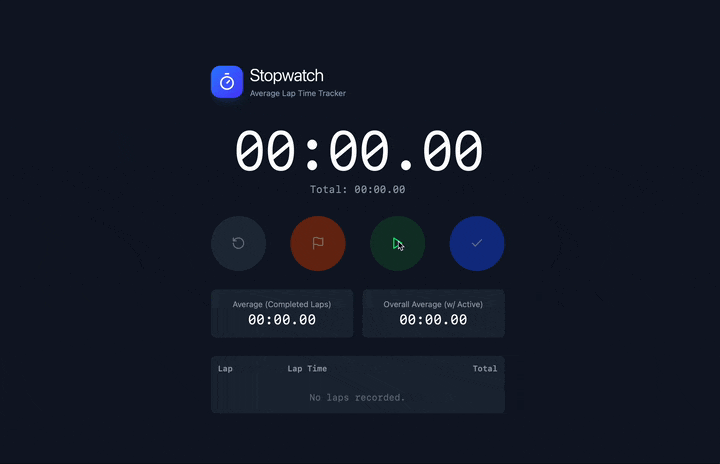 Stopwatch
Average Lap Time Tracker
00:00.00
Total: 00:00.00
Average (Completed Laps)
00:00.00
Overall Average (w/ Active)
00:00.00
Lap Lap Time Total
No laps recorded.